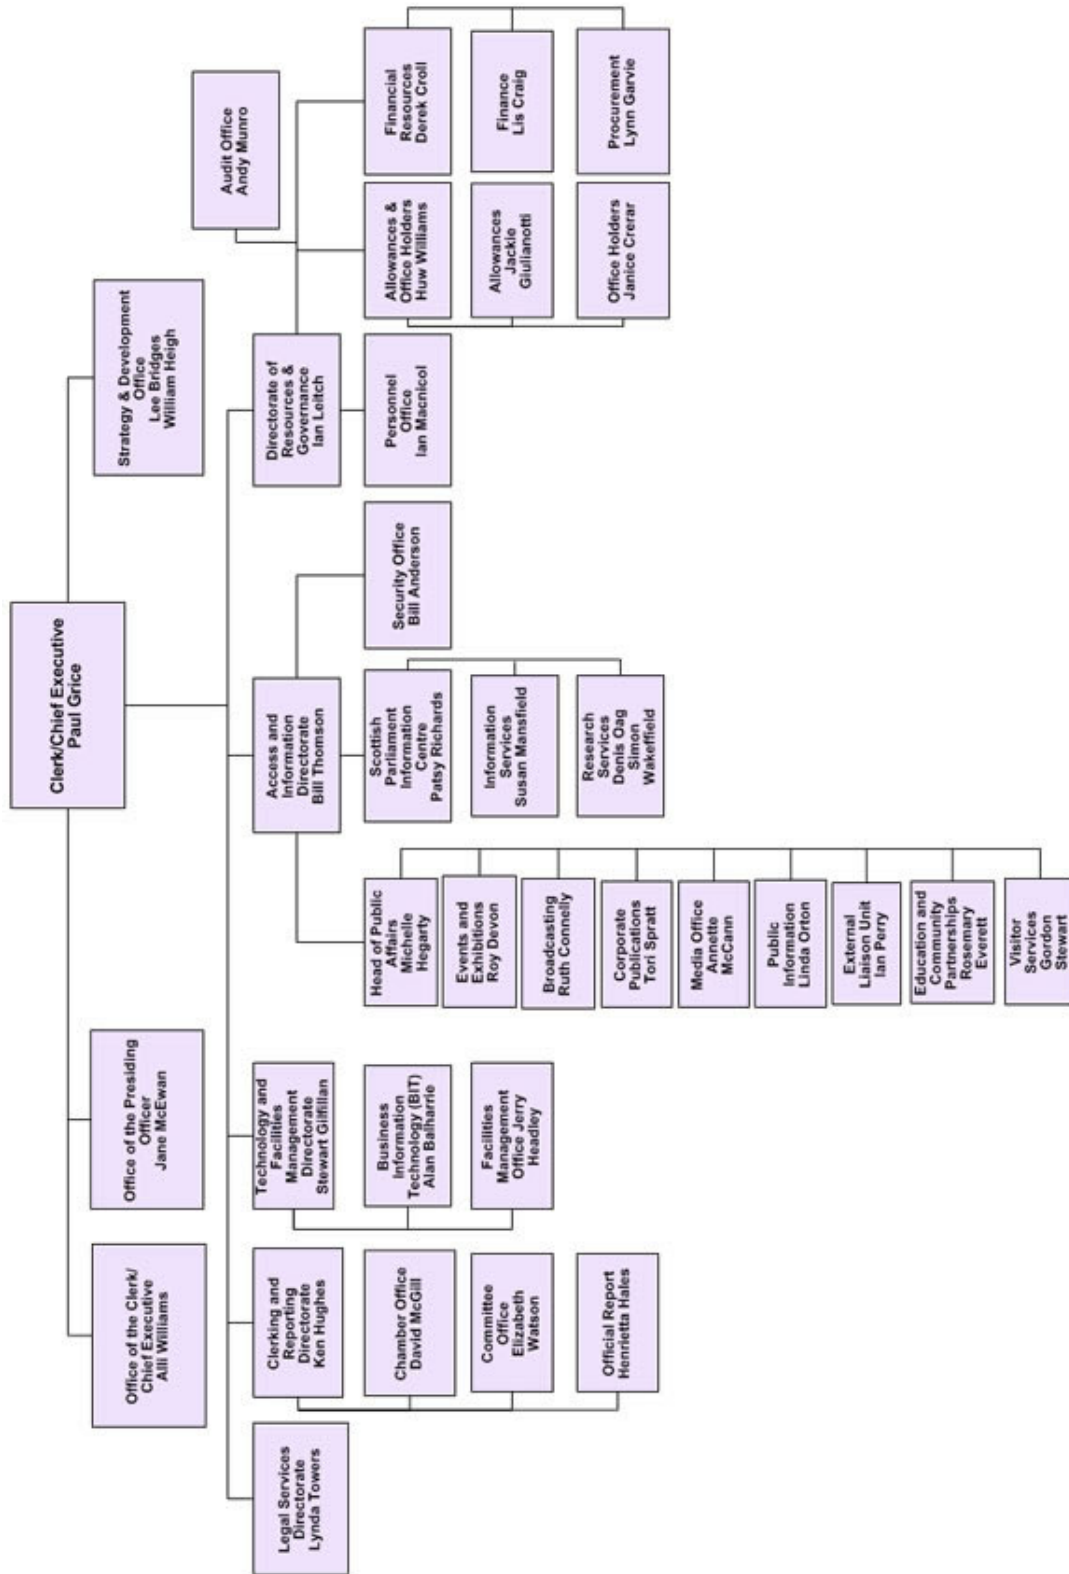 Clerk/Chief Executive
Paul Grice
Office of the Clerk/
Chief Executive
Alli Williams
Office of the Presiding
Officer
Jane McEwan
Strategy & Development
Office
Lee Bridges
William Heigh
Audit Office
Andy Munro
Legal Services
Directorate
Lynda Towers
Clerking and
Reporting
Directorate
Ken Hughes
Technology and
Facilities
Management
Directorate
Stewart Gilfillan
Access and
Information
Directorate
Bill Thomson
Directorate of
Resources &
Governance
Ian Leitch
Chamber Office
David McGill
Committee
Office
Elizabeth
Watson
Official Report
Henrietta Hales
Business
Information
Technology (BIT)
Alan Balharrie
Facilities
Management
Office Jerry
Headley
Head of Public
Affairs
Michelle
Hegarty
Events and
Exhibitions
Roy Devon
Broadcasting
Ruth Connelly
Corporate
Publications
Tori Spratt
Media Office
Annette
McCann
Public
Information
Linda Orton
External
Liaison Unit
Ian Perry
Education and
Community
Partnerships
Rosemary
Everett
Visitor
Services
Gordon
Stewart
Scottish
Parliament
Information
Centre
Patsy Richards
Information
Services
Susan Mansfield
Research
Services
Denis Oag
Simon
Wakeffield
Security Office
Bill Anderson
Personnel
Office
Ian Macnicol
Allowances &
Office Holders
Huw Williams
Allowances
Jackie
Giulianotti
Office Holders
Janice Crerar
Financial
Resources
Derek Croll
Finance
Lis Craig
Procurement
Lynn Garvie